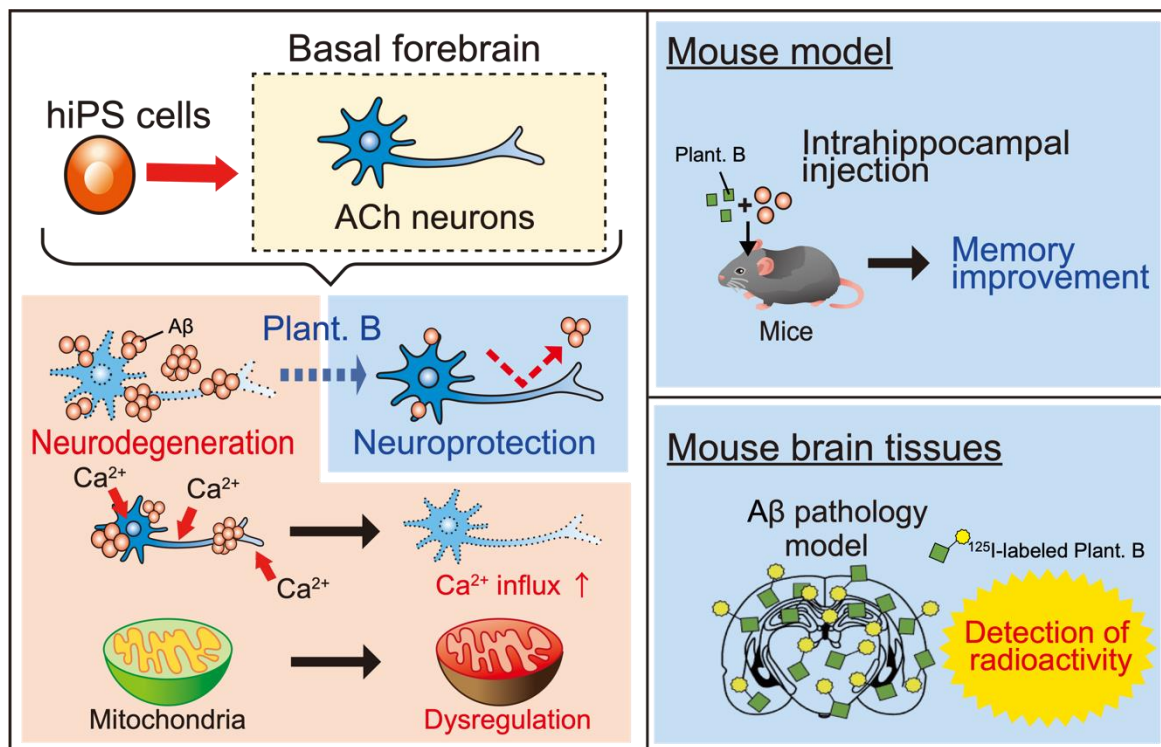 Basal forebrain
hiPS cells
ACh neurons
Aβ
Plant. B
Neurodegeneration
Neuroprotection
Ca²⁺
Ca²⁺
Ca²⁺
Ca²⁺ influx ↑
Mitochondria
Dysregulation
Mouse model
Plant. B
Intrahippocampal
injection
+
Memory
improvement
Mice
Mouse brain tissues
Aβ pathology
model
¹²⁵I-labeled Plant. B
Detection of
radioactivity